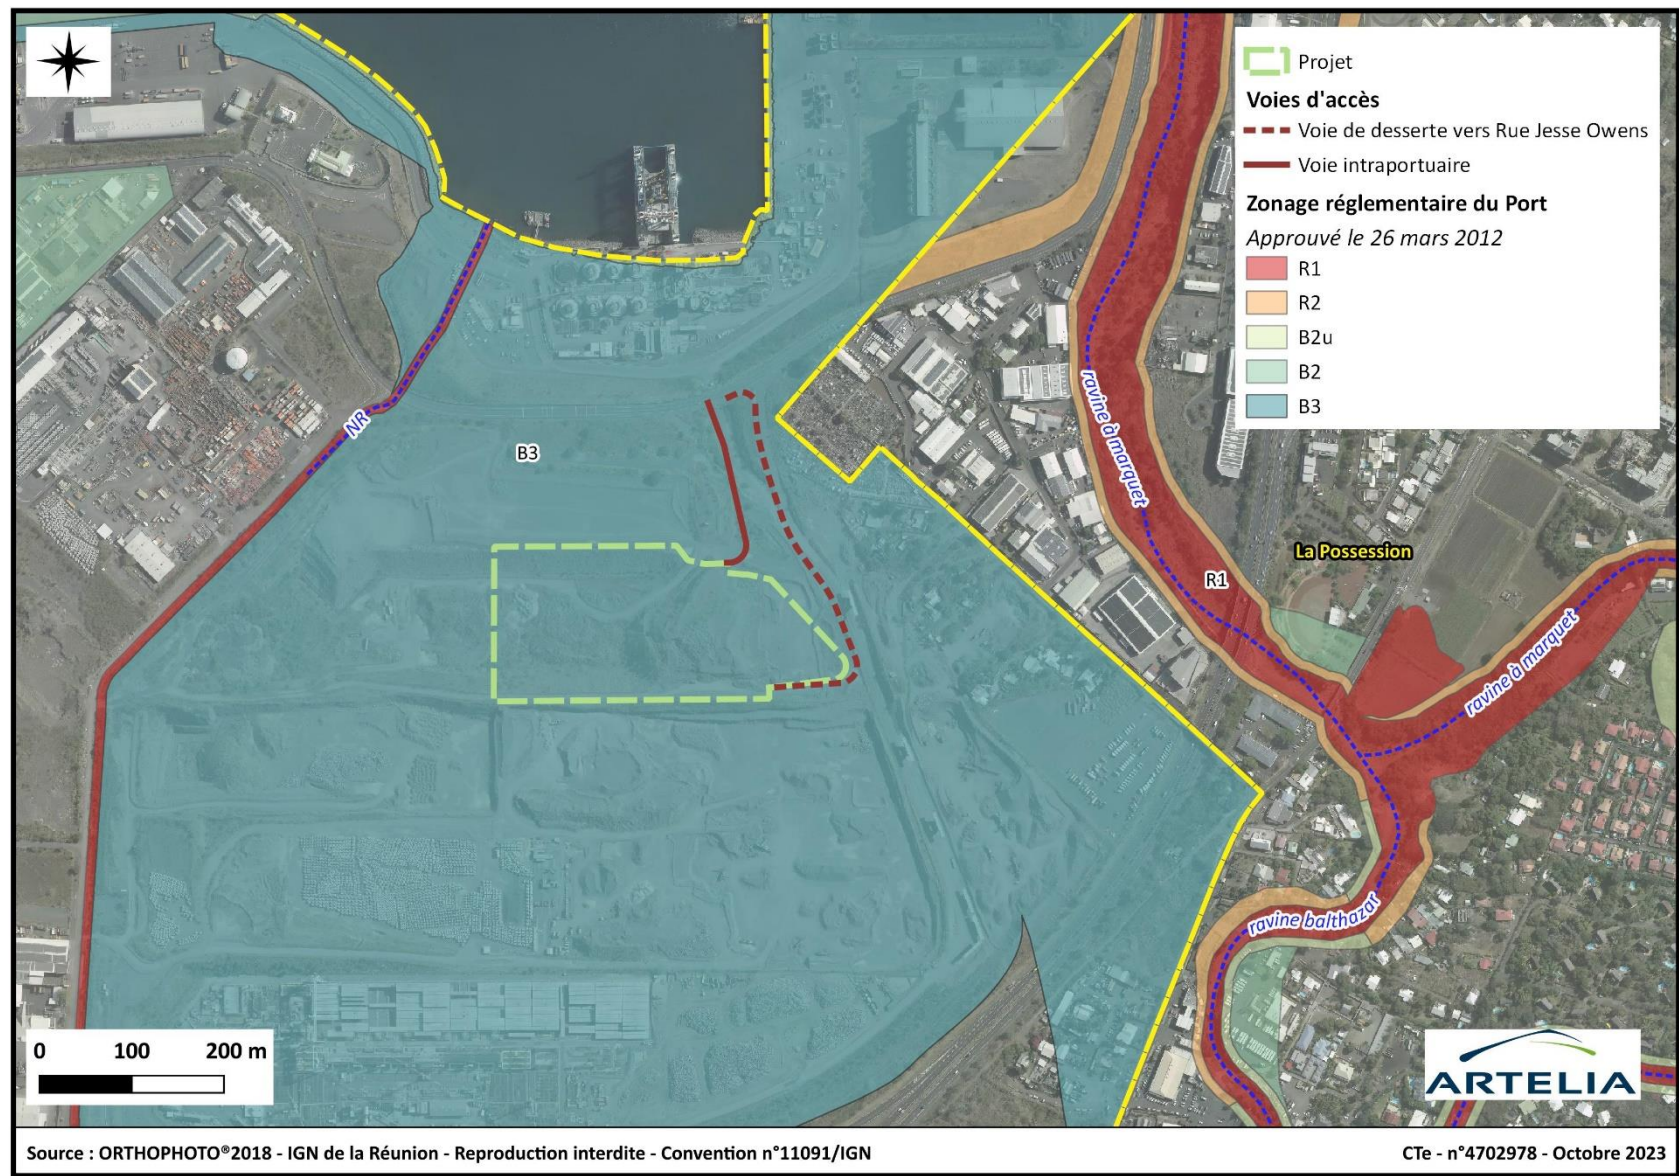 Projet
Voies d'accès
Voie de desserte vers Rue Jesse Owens
Voie intraportuaire
Zonage réglementaire du Port
Approuvé le 26 mars 2012
R1
R2
B2u
B2
B3
NR
B3
ravine à marquet
R1
La Possession
ravine à marquet
ravine balthazar
0 100 200 m
ARTELIA
Source : ORTHOPHOTO®2018 - IGN de la Réunion - Reproduction interdite - Convention n°11091/IGN
CTe - n°4702978 - Octobre 2023